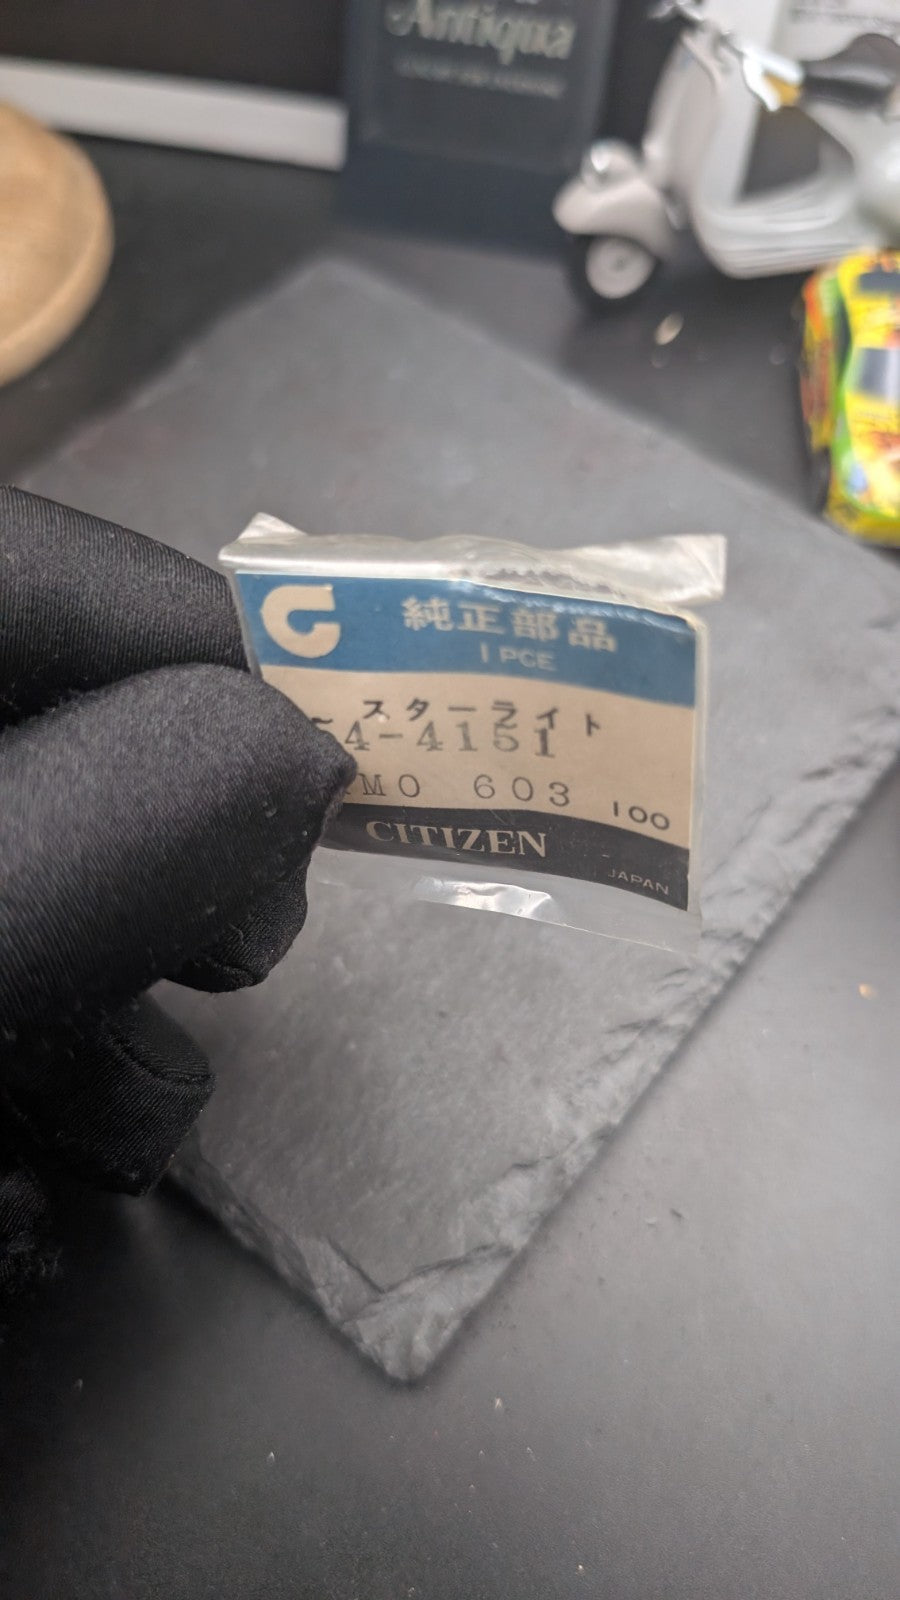 Antiqua
純正部品
1 PCE
スターライト
54-4151
MO 603 100
CITIZEN
JAPAN